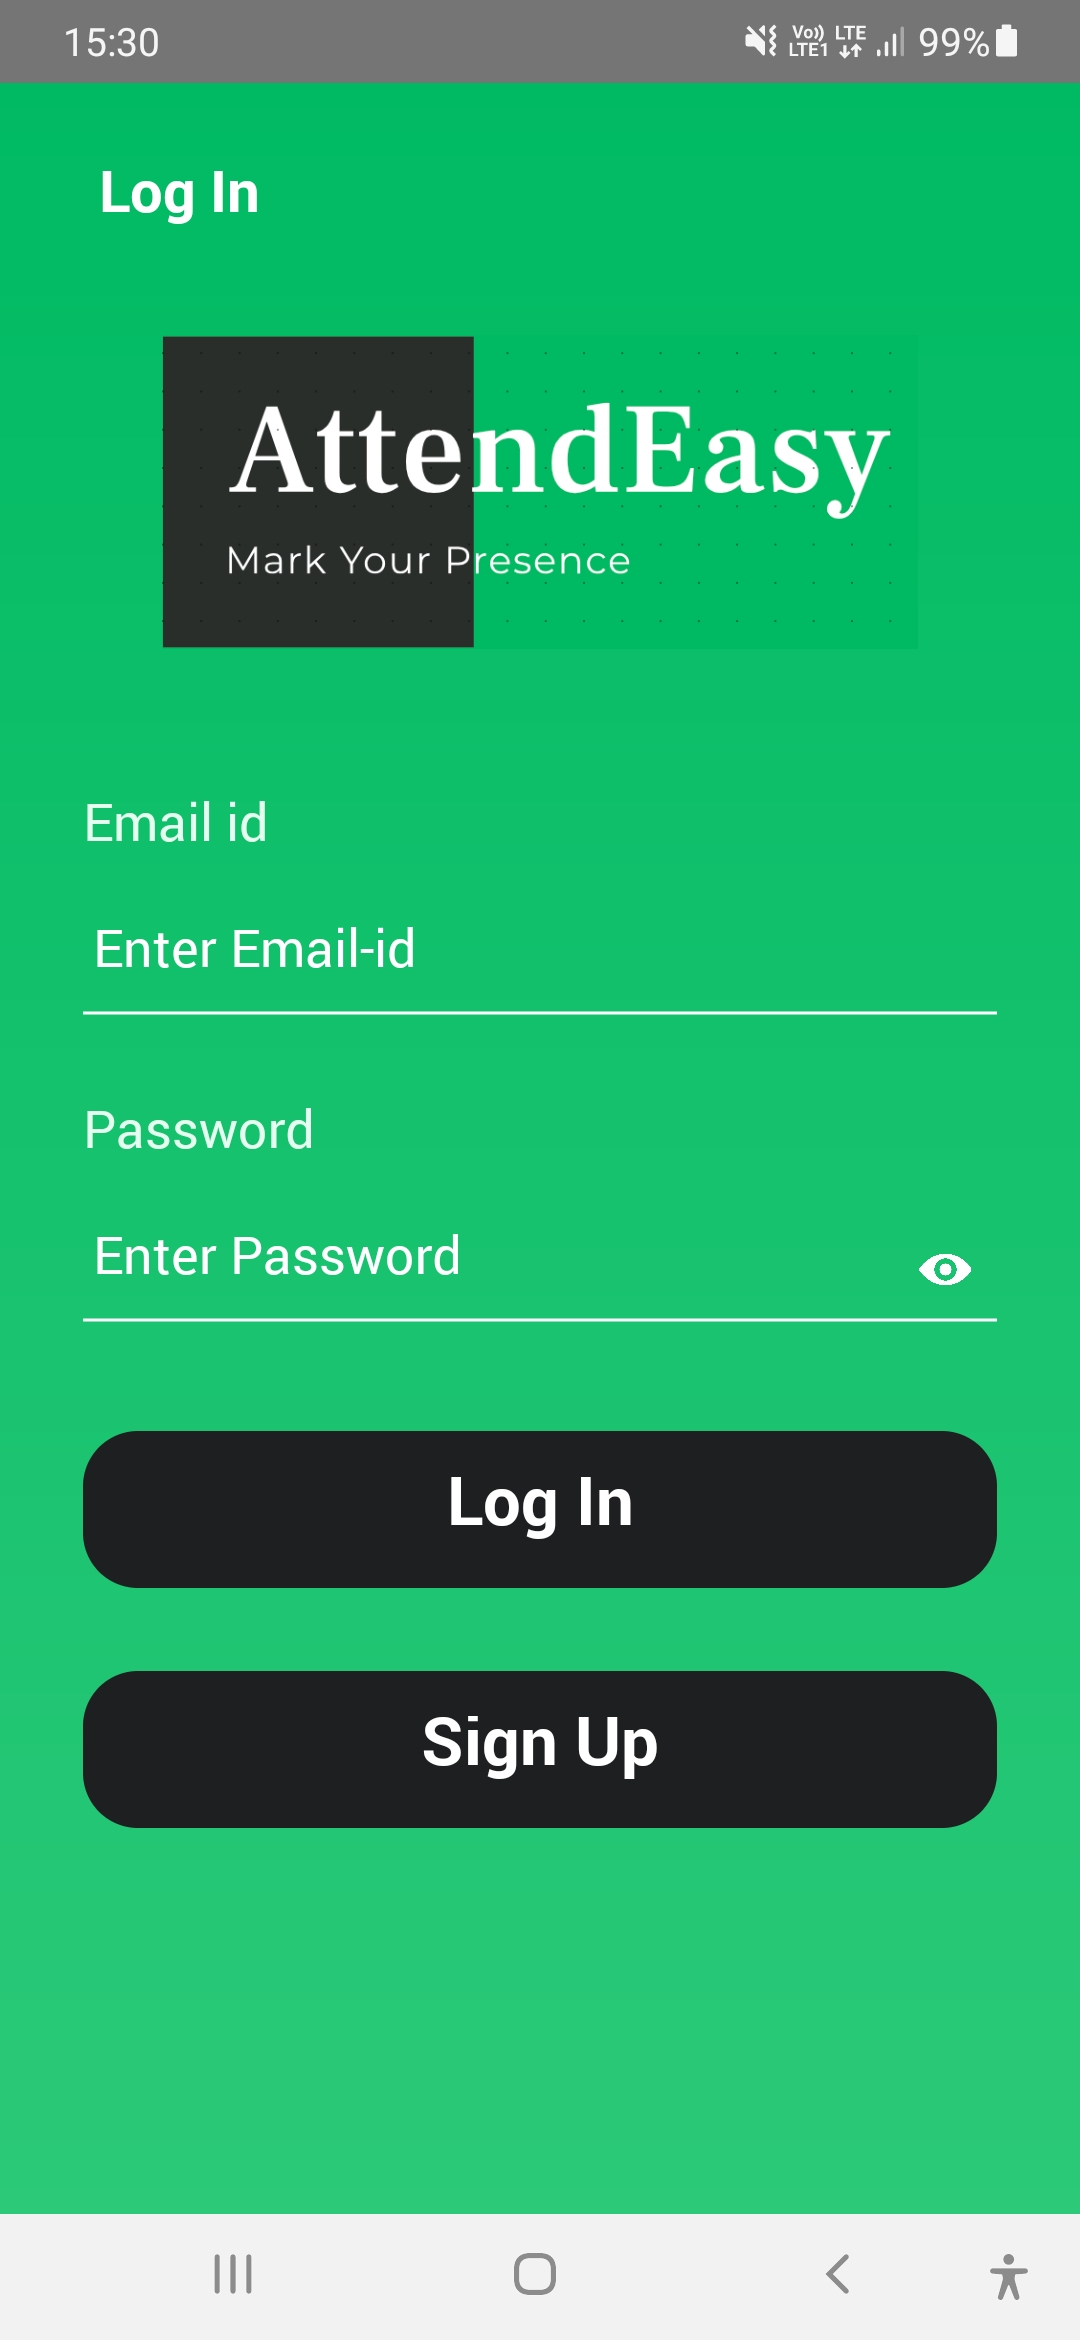 15:30
Vo)) LTE
LTE1
99%
Log In
AttendEasy
Mark Your Presence
Email id
Enter Email-id
Password
Enter Password
Log In
Sign Up